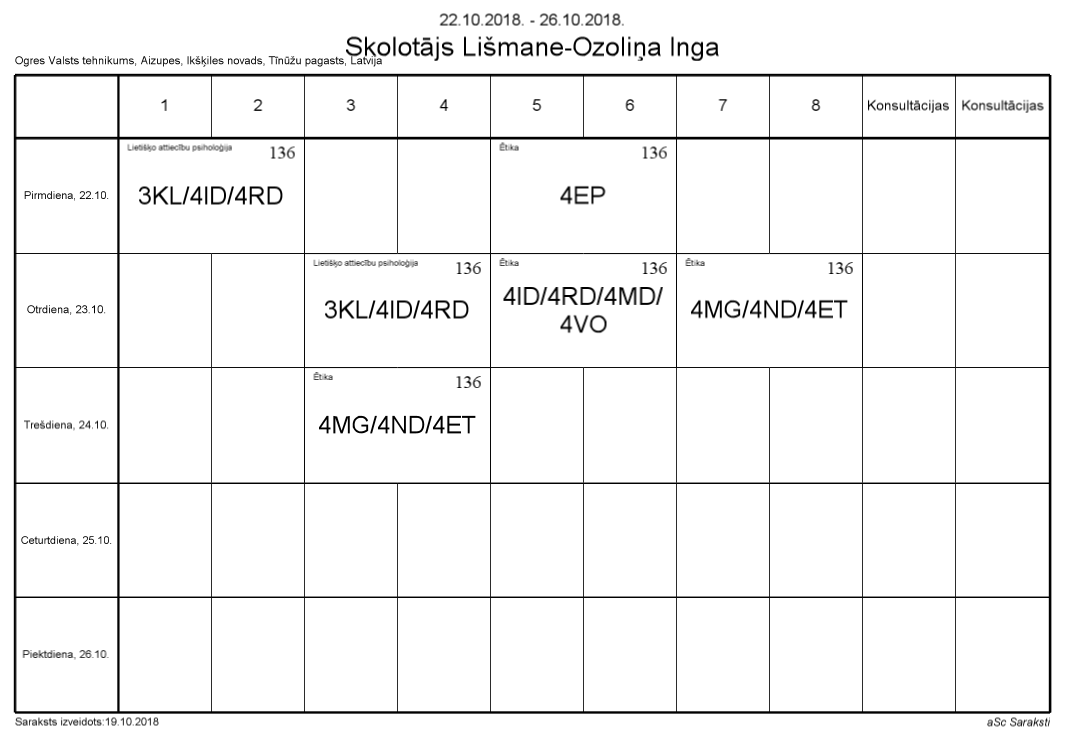 22.10.2018. - 26.10.2018.
Skolotājs Lišmane-Ozoliņa Inga
Ogres Valsts tehnikums, Aizupes, Ikšķiles novads, Tīnūžu pagasts, Latvija
1 2 3 4 5 6 7 8 Konsultācijas Konsultācijas
Lietišķo attiecību psiholoģija 136 Ētika 136
Pirmdiena, 22.10. 3KL/4ID/4RD 4EP
Lietišķo attiecību psiholoģija 136 Ētika 136 Ētika 136
Otrdiena, 23.10. 3KL/4ID/4RD 4ID/4RD/4MD/ 4MG/4ND/4ET
4VO
Ētika 136
Trešdiena, 24.10. 4MG/4ND/4ET
Ceturtdiena, 25.10.
Piektdiena, 26.10.
Saraksts izveidots:19.10.2018 aSc Saraksti